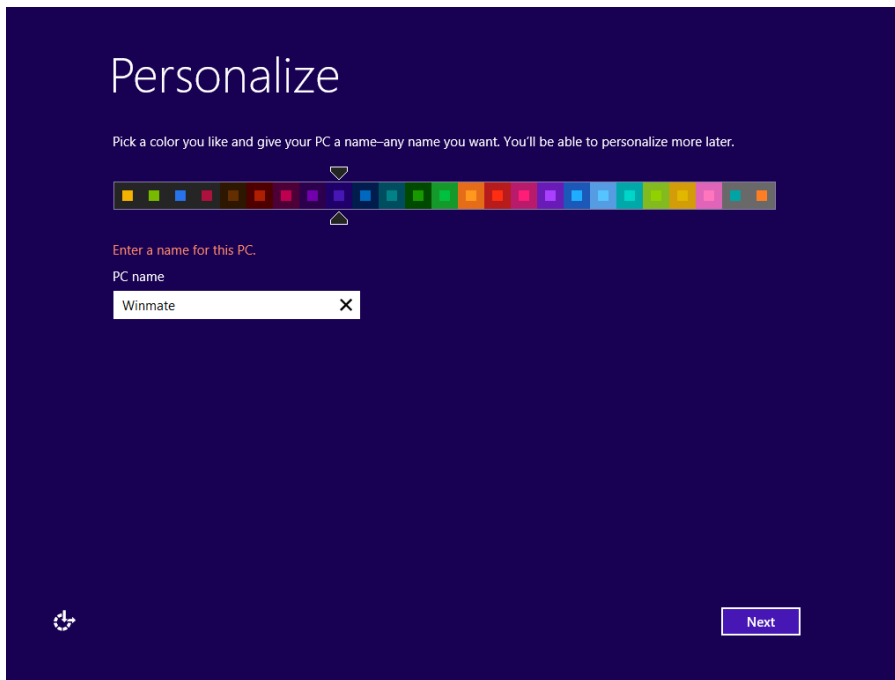 Personalize
Pick a color you like and give your PC a name–any name you want. You'll be able to personalize more later.
Enter a name for this PC.
PC name
Winmate
Next